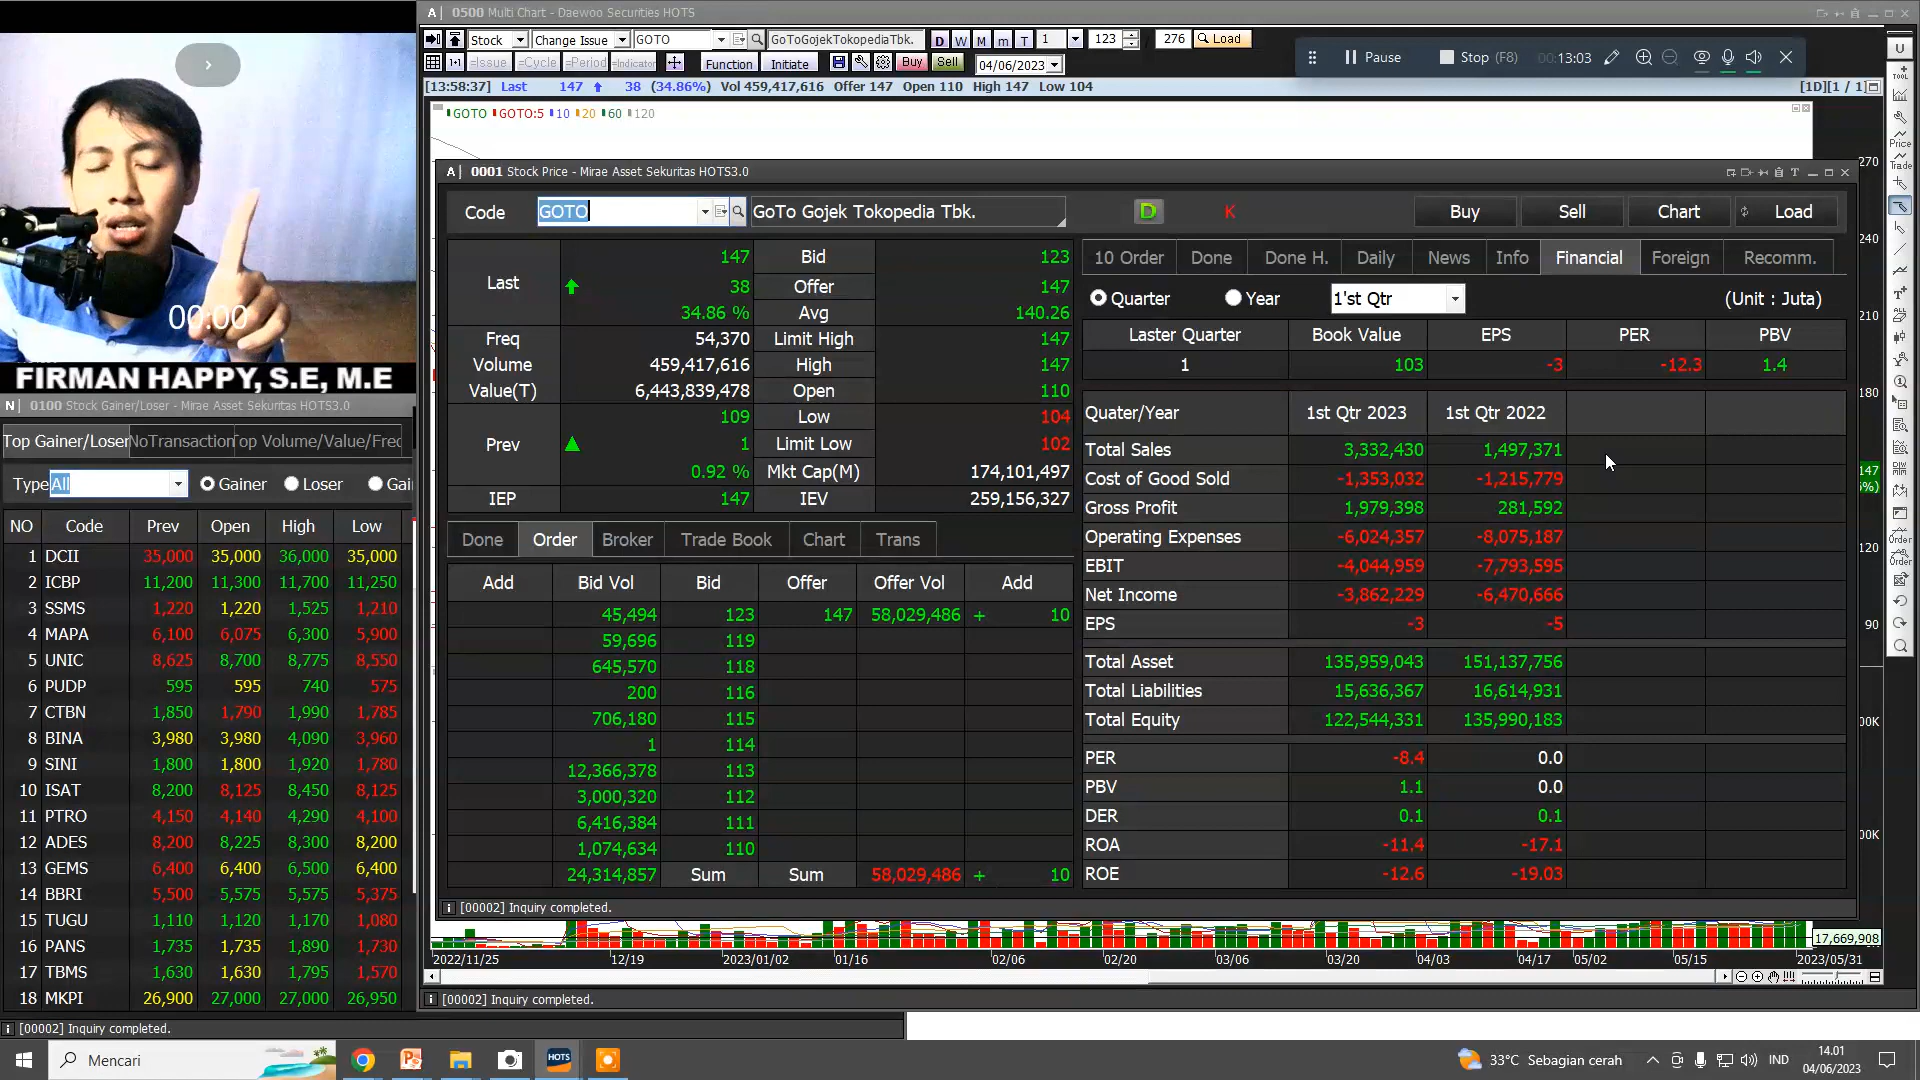 A 0500 Multi Chart - Daewoo Securities HOTS
Stock Change Issue GOTO GoToGojekTokopediaTbk. D W M m T 1 123 276 Load
=Issue =Cycle =Period =Indicator Function Initiate Buy Sell 04/06/2023
Pause Stop (F8) 00:13:03
[13:58:37] Last 147 38 (34.86%) Vol 459,417,616 Offer 147 Open 110 High 147 Low 104 [1D][1 / 1]
GOTO GOTO:5 10 20 60 120
A 0001 Stock Price - Mirae Asset Sekuritas HOTS3.0
Code GOTO GoTo Gojek Tokopedia Tbk. D K Buy Sell Chart Load
Last 147 Bid 123
38 Offer 147
34.86 % Avg 140.26
Freq 54,370 Limit High 147
Volume 459,417,616 High 147
Value(T) 6,443,839,478 Open 110
Prev 109 Low 104
1 Limit Low 102
0.92 % Mkt Cap(M) 174,101,497
IEP 147 IEV 259,156,327
Done Order Broker Trade Book Chart Trans
Add Bid Vol Bid Offer Offer Vol Add
45,494 123 147 58,029,486 + 10
59,696 119
645,570 118
200 116
706,180 115
1 114
12,366,378 113
3,000,320 112
6,416,384 111
1,074,634 110
24,314,857 Sum Sum 58,029,486 + 10
[00002] Inquiry completed.
10 Order Done Done H. Daily News Info Financial Foreign Recomm.
Quarter Year 1'st Qtr (Unit : Juta)
Laster Quarter Book Value EPS PER PBV
1 103 -3 -12.3 1.4
Quater/Year 1st Qtr 2023 1st Qtr 2022
Total Sales 3,332,430 1,497,371
Cost of Good Sold -1,353,032 -1,215,779
Gross Profit 1,979,398 281,592
Operating Expenses -6,024,357 -8,075,187
EBIT -4,044,959 -7,793,595
Net Income -3,862,229 -6,470,666
EPS -3 -5
Total Asset 135,959,043 151,137,756
Total Liabilities 15,636,367 16,614,931
Total Equity 122,544,331 135,990,183
PER -8.4 0.0
PBV 1.1 0.0
DER 0.1 0.1
ROA -11.4 -17.1
ROE -12.6 -19.03
270
240
210
180
147
%)
120
90
00K
00K
17,669,908
2022/11/25 12/19 2023/01/02 01/16 02/06 02/20 03/06 03/20 04/03 04/17 05/02 05/15 2023/05/31
[00002] Inquiry completed.
U
TOOL
Price
Trade
T
ALL
Order
Order
00:00
FIRMAN HAPPY, S.E, M.E
N 0100 Stock Gainer/Loser - Mirae Asset Sekuritas HOTS3.0
Top Gainer/Loser NoTransaction Top Volume/Value/Freq
Type All Gainer Loser Gai
NO Code Prev Open High Low
1 DCII 35,000 35,000 36,000 35,000
2 ICBP 11,200 11,300 11,700 11,250
3 SSMS 1,220 1,220 1,525 1,210
4 MAPA 6,100 6,075 6,300 5,900
5 UNIC 8,625 8,700 8,775 8,550
6 PUDP 595 595 740 575
7 CTBN 1,850 1,790 1,990 1,785
8 BINA 3,980 3,980 4,090 3,960
9 SINI 1,800 1,800 1,920 1,780
10 ISAT 8,200 8,125 8,450 8,125
11 PTRO 4,150 4,140 4,290 4,100
12 ADES 8,200 8,225 8,300 8,200
13 GEMS 6,400 6,400 6,500 6,400
14 BBRI 5,500 5,575 5,575 5,375
15 TUGU 1,110 1,120 1,170 1,080
16 PANS 1,735 1,735 1,890 1,730
17 TBMS 1,630 1,630 1,795 1,570
18 MKPI 26,900 27,000 27,000 26,950
[00002] Inquiry completed.
Mencari HOTS 33°C Sebagian cerah IND 14.01
04/06/2023